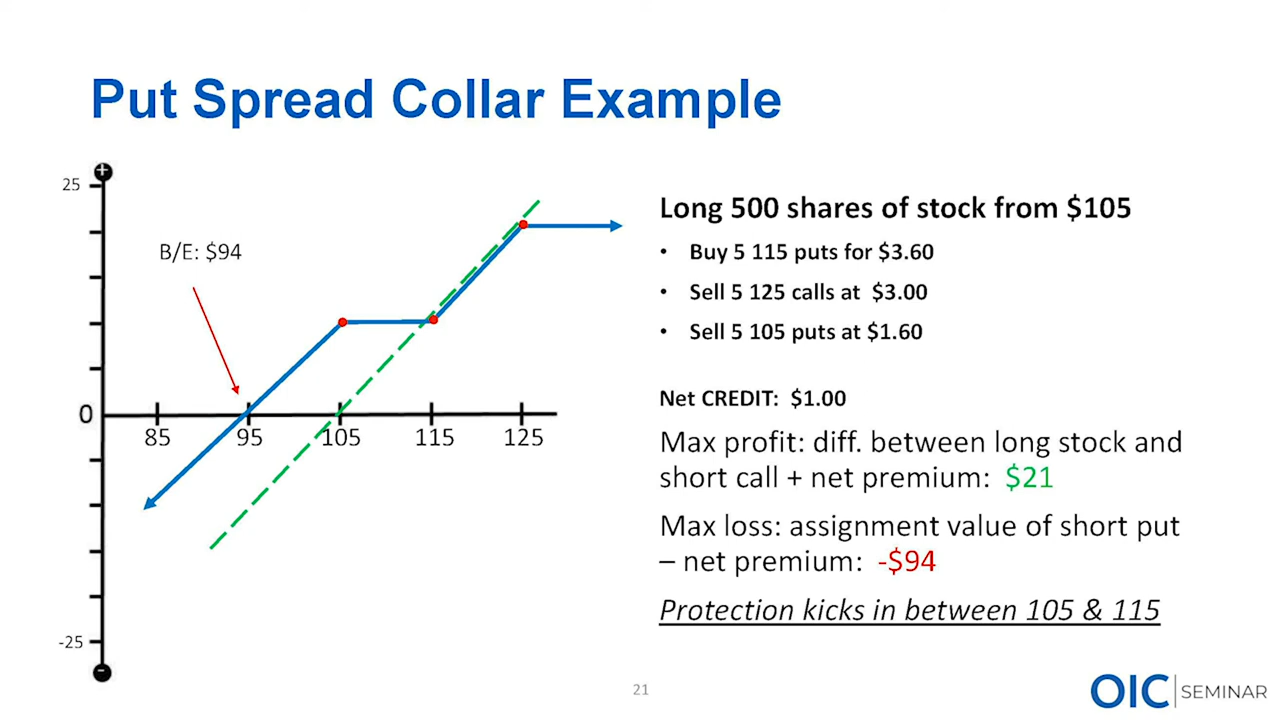 Put Spread Collar Example
+
25
B/E: $94
0
85 95 105 115 125
-25
-
Long 500 shares of stock from $105
• Buy 5 115 puts for $3.60
• Sell 5 125 calls at $3.00
• Sell 5 105 puts at $1.60
Net CREDIT: $1.00
Max profit: diff. between long stock and
short call + net premium: $21
Max loss: assignment value of short put
– net premium: -$94
Protection kicks in between 105 & 115
21
OIC SEMINAR